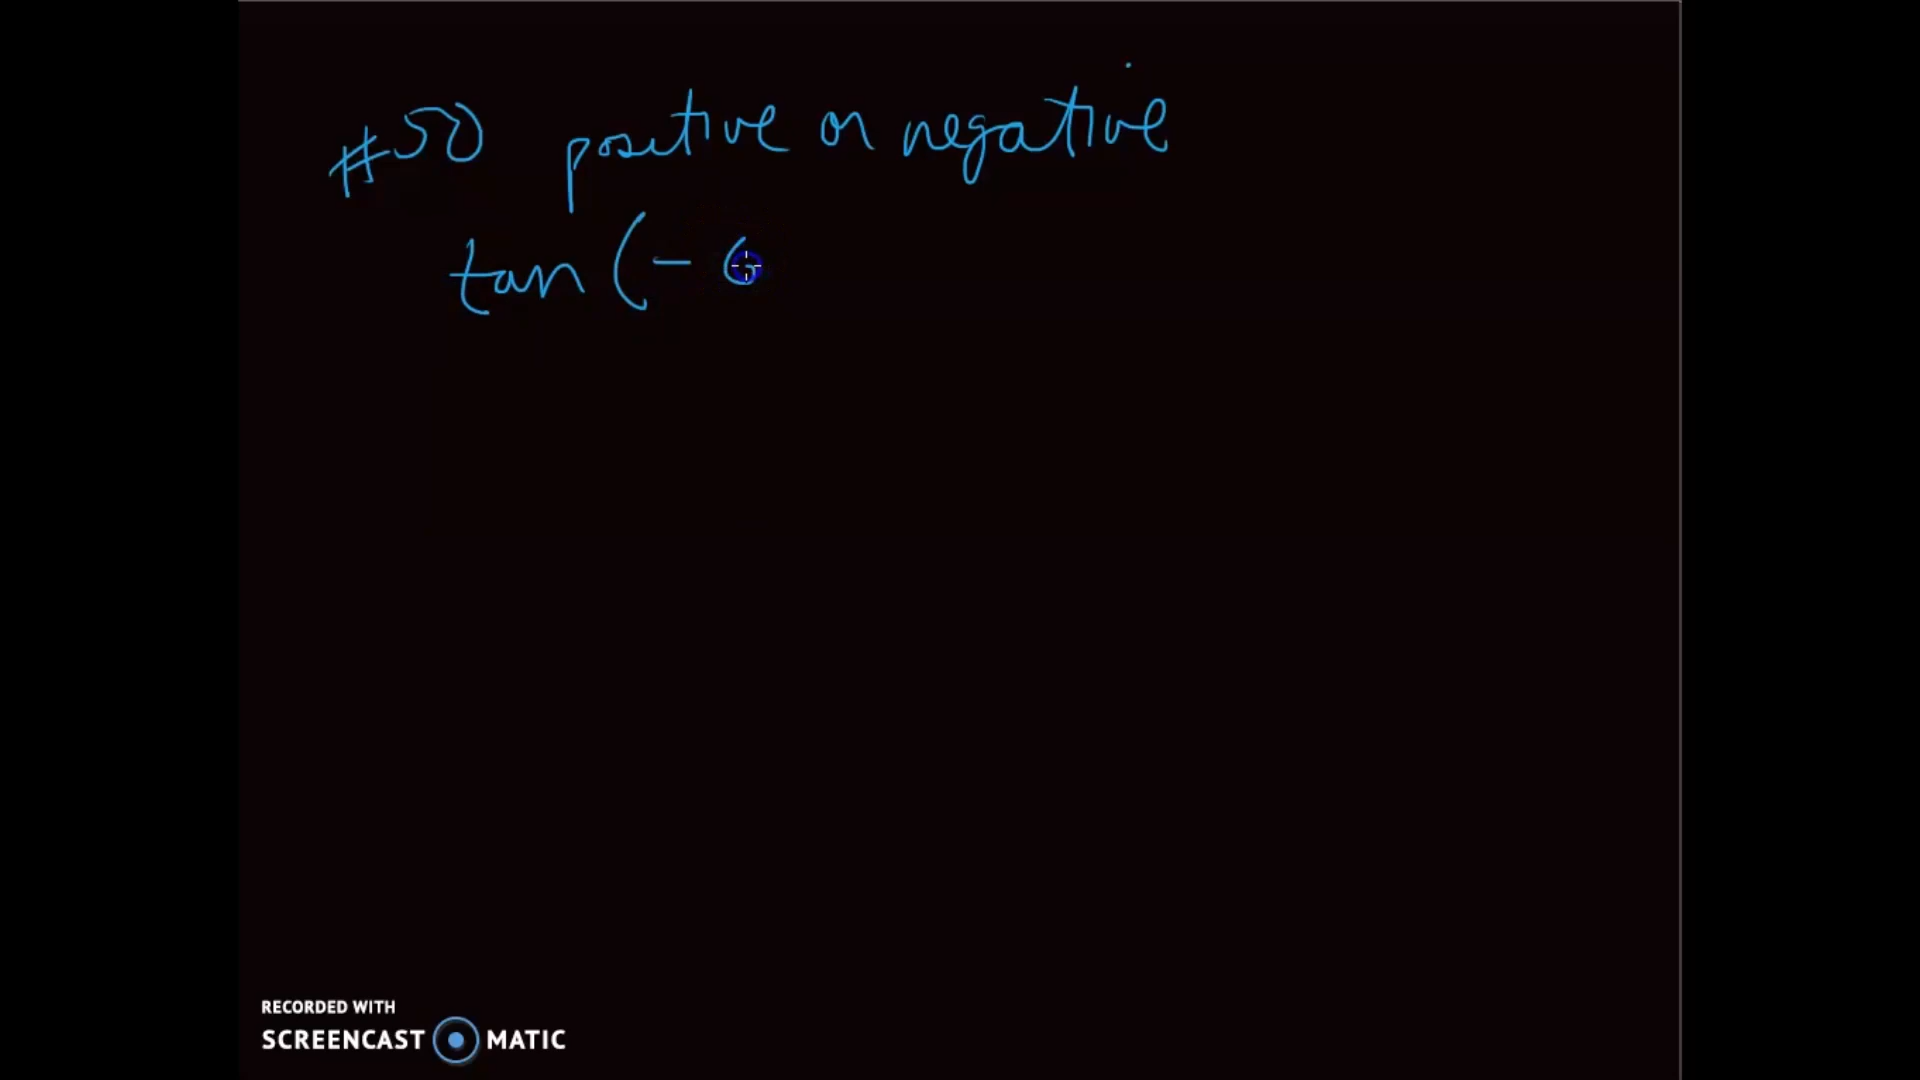 #50 positive or negative
tan (- 6
RECORDED WITH
SCREENCAST MATIC